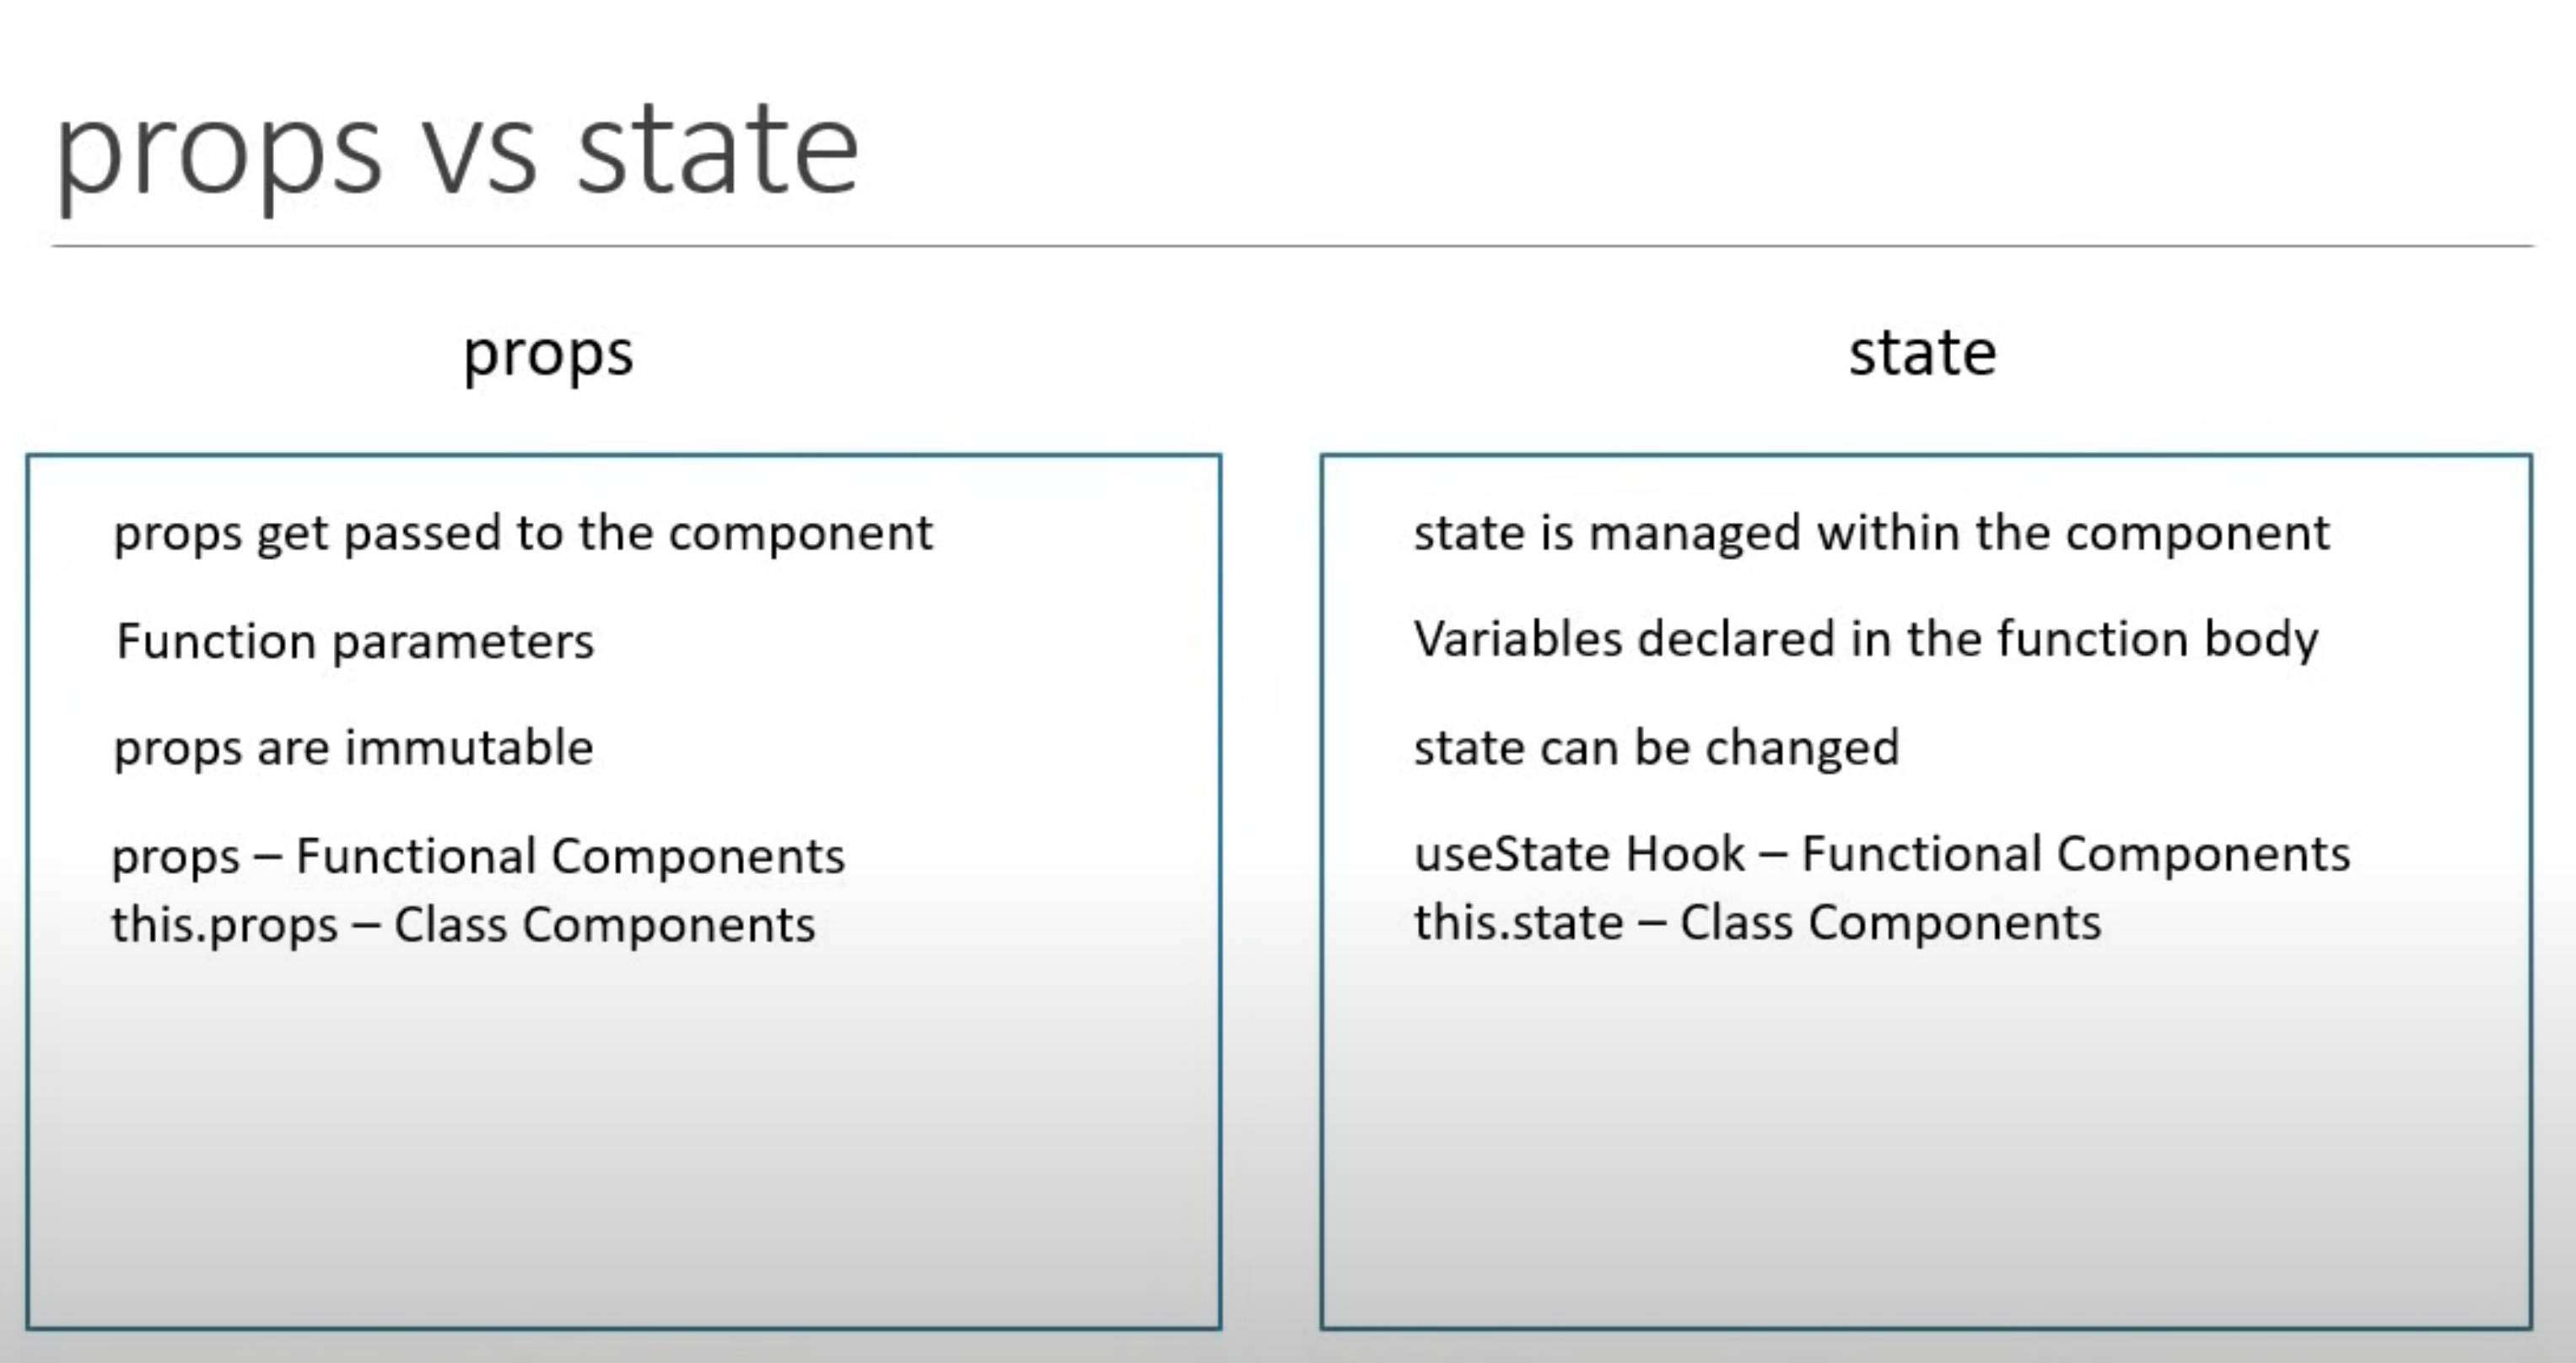 props vs state
props
props get passed to the component
Function parameters
props are immutable
props – Functional Components
this.props – Class Components
state
state is managed within the component
Variables declared in the function body
state can be changed
useState Hook – Functional Components
this.state – Class Components